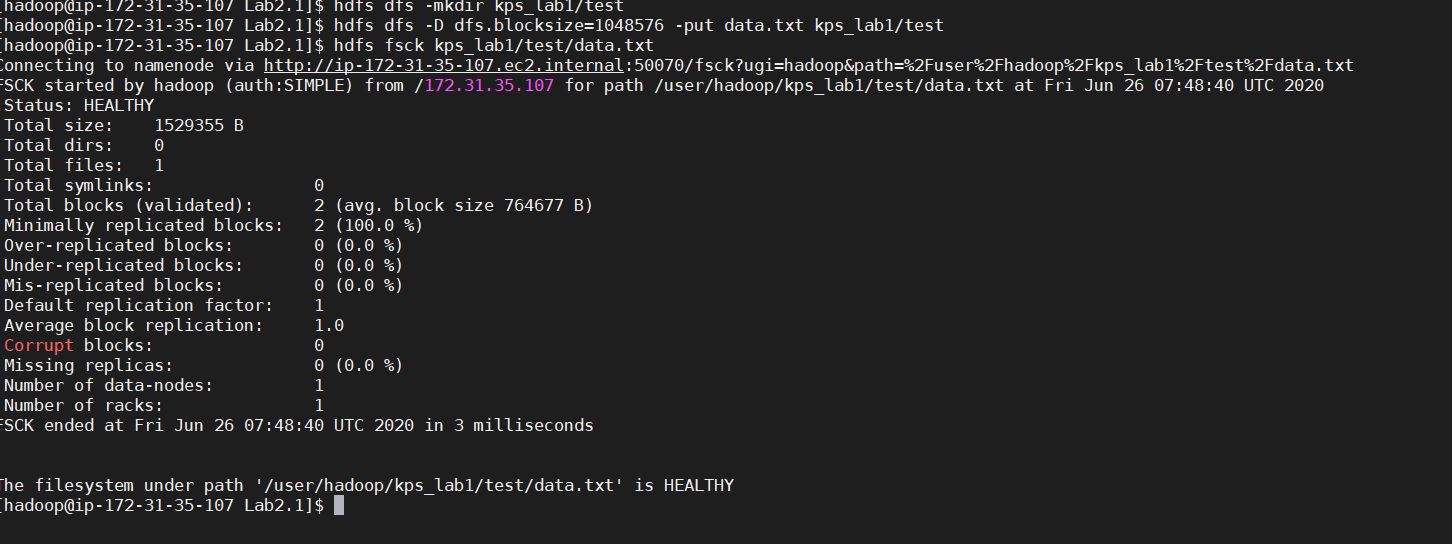 [hadoop@ip-172-31-35-107 Lab2.1]$ hdfs dfs -mkdir kps_lab1/test
[hadoop@ip-172-31-35-107 Lab2.1]$ hdfs dfs -D dfs.blocksize=1048576 -put data.txt kps_lab1/test
[hadoop@ip-172-31-35-107 Lab2.1]$ hdfs fsck kps_lab1/test/data.txt
Connecting to namenode via http://ip-172-31-35-107.ec2.internal:50070/fsck?ugi=hadoop&path=%2Fuser%2Fhadoop%2Fkps_lab1%2Ftest%2Fdata.txt
FSCK started by hadoop (auth:SIMPLE) from /172.31.35.107 for path /user/hadoop/kps_lab1/test/data.txt at Fri Jun 26 07:48:40 UTC 2020
.Status: HEALTHY
Total size: 1529355 B
Total dirs: 0
Total files: 1
Total symlinks: 0
Total blocks (validated): 2 (avg. block size 764677 B)
Minimally replicated blocks: 2 (100.0 %)
Over-replicated blocks: 0 (0.0 %)
Under-replicated blocks: 0 (0.0 %)
Mis-replicated blocks: 0 (0.0 %)
Default replication factor: 1
Average block replication: 1.0
Corrupt blocks: 0
Missing replicas: 0 (0.0 %)
Number of data-nodes: 1
Number of racks: 1
FSCK ended at Fri Jun 26 07:48:40 UTC 2020 in 3 milliseconds
The filesystem under path '/user/hadoop/kps_lab1/test/data.txt' is HEALTHY
[hadoop@ip-172-31-35-107 Lab2.1]$